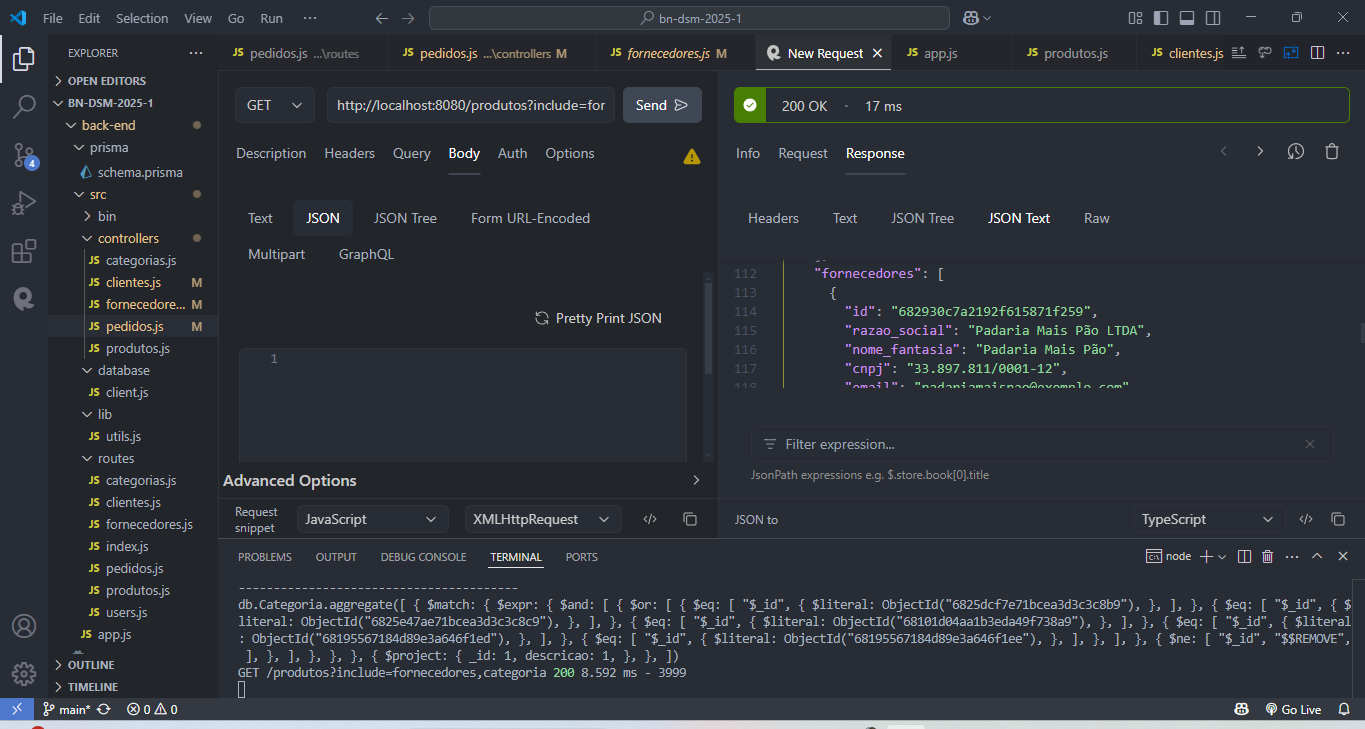 File Edit Selection View Go Run ··· bn-dsm-2025-1
EXPLORER ···
OPEN EDITORS
BN-DSM-2025-1
back-end
prisma
schema.prisma
src
bin
controllers
JS categorias.js
JS clientes.js M
JS fornecedore... M
JS pedidos.js M
JS produtos.js
database
JS client.js
lib
JS utils.js
routes
JS categorias.js
JS clientes.js
JS fornecedores.js
JS index.js
JS pedidos.js
JS produtos.js
JS users.js
JS app.js
OUTLINE
TIMELINE
4
JS pedidos.js ...\routes JS pedidos.js ...\controllers M JS fornecedores.js M New Request JS app.js JS produtos.js JS clientes.js ···
GET http://localhost:8080/produtos?include=for Send
Description Headers Query Body Auth Options
Text JSON JSON Tree Form URL-Encoded
Multipart GraphQL
Pretty Print JSON
1
Advanced Options
Request snippet JavaScript XMLHttpRequest
200 OK · 17 ms
Info Request Response
Headers Text JSON Tree JSON Text Raw
112 "fornecedores": [
113 {
114 "id": "682930c7a2192f615871f259",
115 "razao_social": "Padaria Mais Pão LTDA",
116 "nome_fantasia": "Padaria Mais Pão",
117 "cnpj": "33.897.811/0001-12",
118 "email": "padariamaispao@exemplo.com"
Filter expression...
JsonPath expressions e.g. $.store.book[0].title
JSON to TypeScript
PROBLEMS OUTPUT DEBUG CONSOLE TERMINAL PORTS node ···
----------------------------------------
db.Categoria.aggregate([ { $match: { $expr: { $and: [ { $or: [ { $eq: [ "$_id", { $literal: ObjectId("6825dcf7e71bcea3d3c3c8b9"), }, ], }, { $eq: [ "$_id", { $
literal: ObjectId("6825e47ae71bcea3d3c3c8c9"), }, ], }, { $eq: [ "$_id", { $literal: ObjectId("68101d04aa1b3eda49f738a9"), }, ], }, { $eq: [ "$_id", { $literal
: ObjectId("68195567184d89e3a646f1ed"), }, ], }, { $eq: [ "$_id", { $literal: ObjectId("68195567184d89e3a646f1ee"), }, ], }, ], }, { $ne: [ "$_id", "$$REMOVE",
], }, ], }, }, }, { $project: { _id: 1, descricao: 1, }, }, ])
GET /produtos?include=fornecedores,categoria 200 8.592 ms - 3999
main* 0 0 Go Live